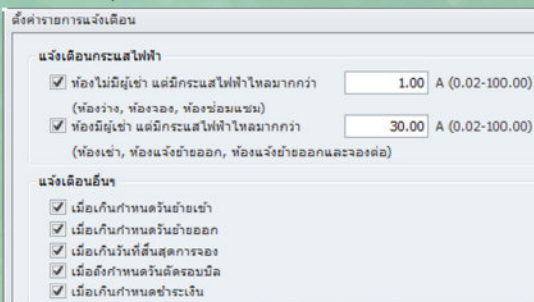 ตั้งค่ารายการแจ้งเตือน
แจ้งเตือนกระแสไฟฟ้า
ห้องไม่มีผู้เช่า แต่มีกระแสไฟฟ้าไหลมากกว่า 1.00 A (0.02-100.00)
(ห้องว่าง, ห้องจอง, ห้องซ่อมแซม)
ห้องมีผู้เช่า แต่มีกระแสไฟฟ้าไหลมากกว่า 30.00 A (0.02-100.00)
(ห้องเช่า, ห้องแจ้งย้ายออก, ห้องแจ้งย้ายออกและจองต่อ)
แจ้งเตือนอื่นๆ
เมื่อเกินกำหนดวันย้ายเข้า
เมื่อเกินกำหนดวันย้ายออก
เมื่อเกินวันที่สิ้นสุดการจอง
เมื่อถึงกำหนดวันตัดรอบบิล
เมื่อเกินกำหนดชำระเงิน